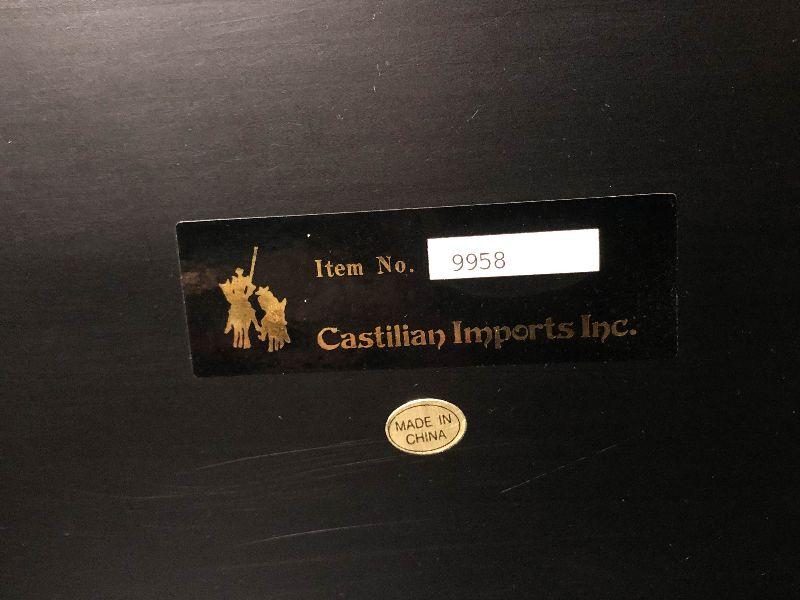 Item No. 9958
Castilian Imports Inc.
MADE IN
CHINA